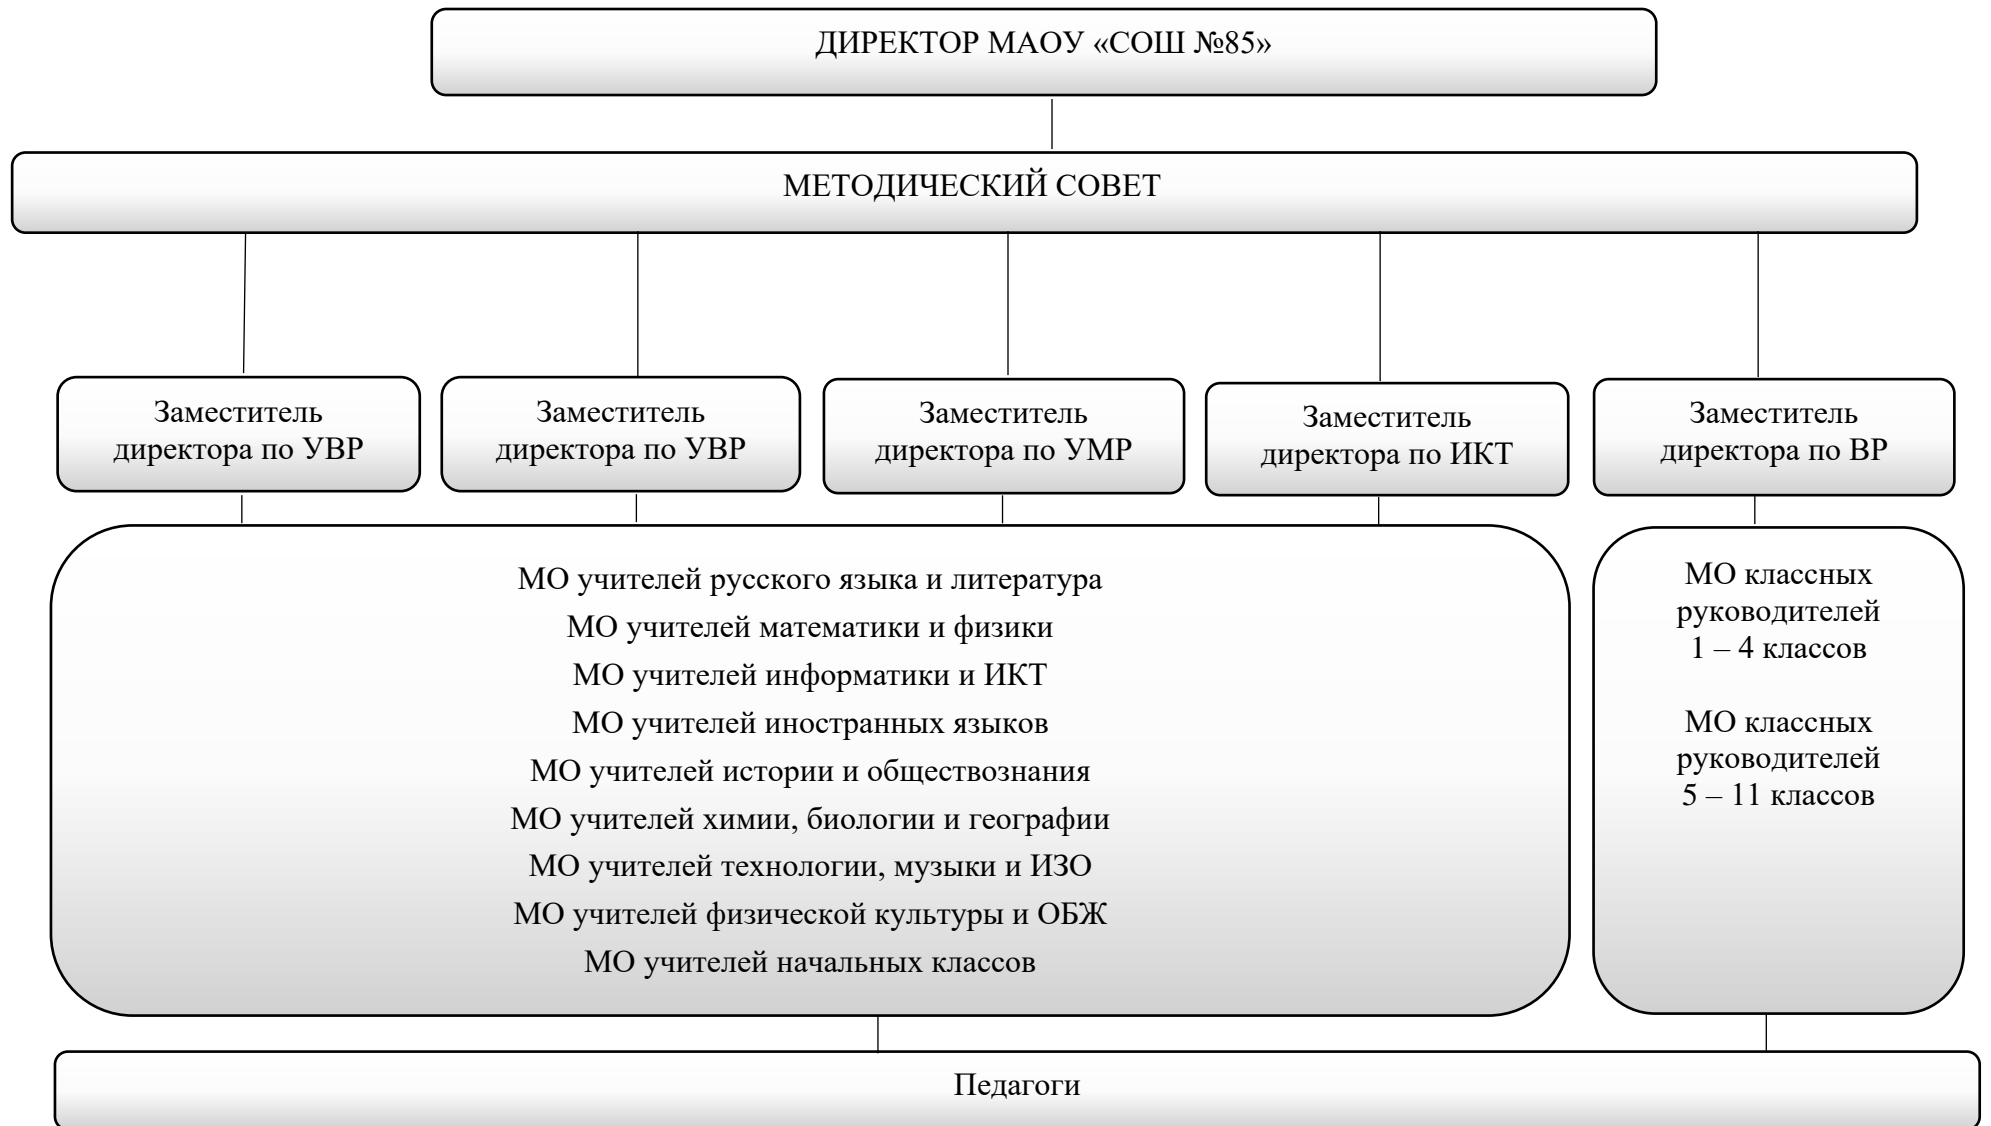 ДИРЕКТОР МАОУ «СОШ №85»
МЕТОДИЧЕСКИЙ СОВЕТ
Заместитель
директора по УВР
Заместитель
директора по УВР
Заместитель
директора по УМР
Заместитель
директора по ИКТ
Заместитель
директора по ВР
МО учителей русского языка и литература
МО учителей математики и физики
МО учителей информатики и ИКТ
МО учителей иностранных языков
МО учителей истории и обществознания
МО учителей химии, биологии и географии
МО учителей технологии, музыки и ИЗО
МО учителей физической культуры и ОБЖ
МО учителей начальных классов
МО классных
руководителей
1 – 4 классов
МО классных
руководителей
5 – 11 классов
Педагоги